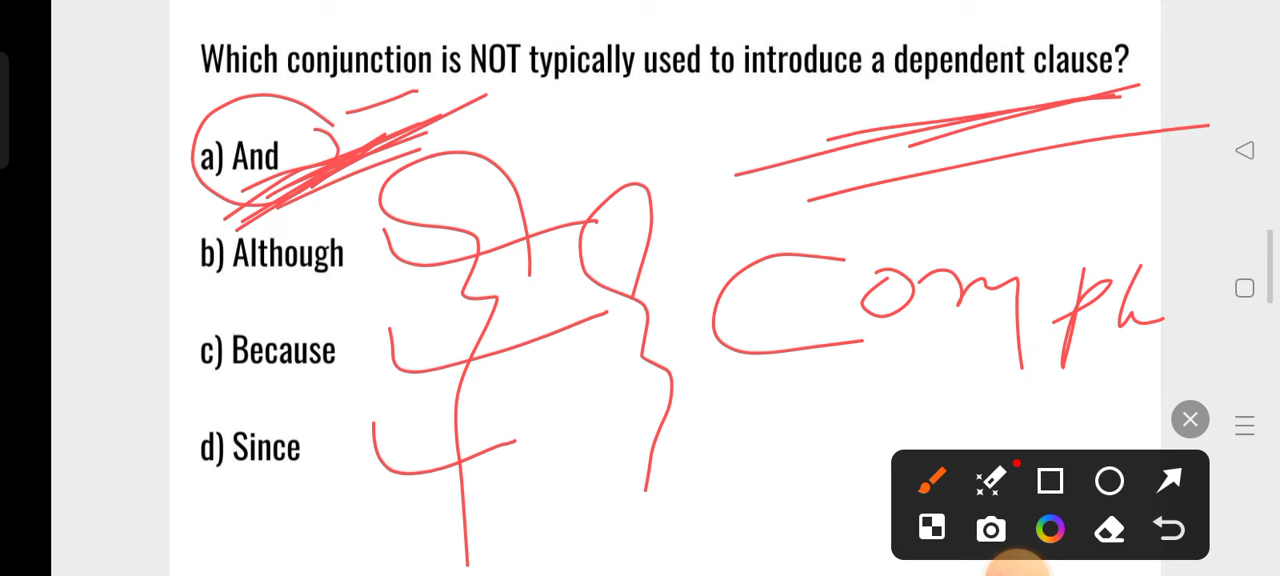 Which conjunction is NOT typically used to introduce a dependent clause?
a) And
b) Although
c) Because
d) Since